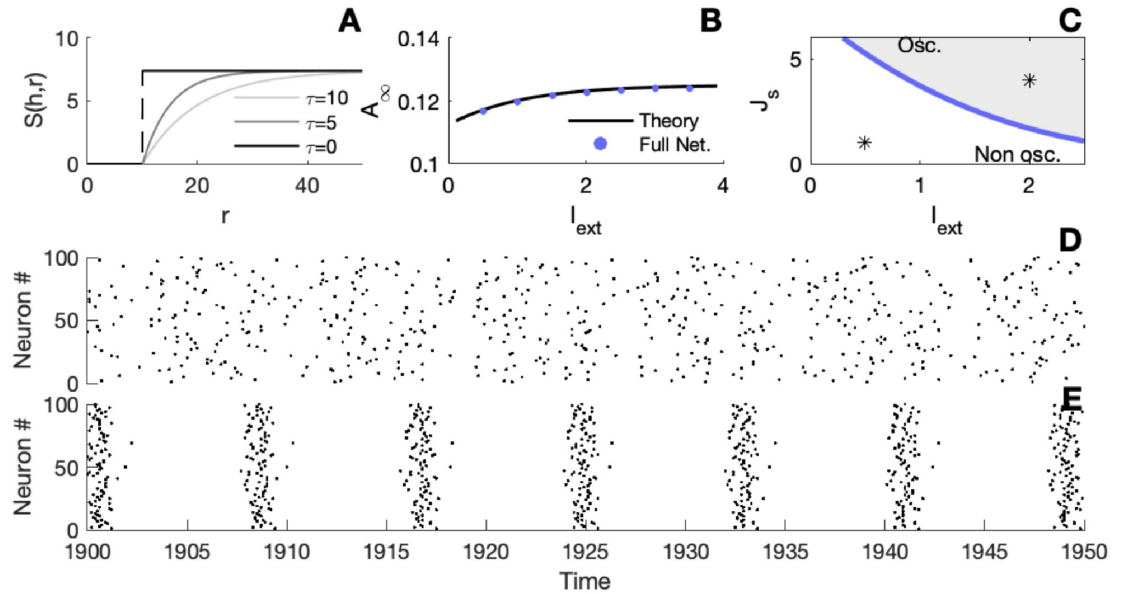 A
S(h,r)
10
5
0
τ=10
τ=5
τ=0
0
20
40
r
B
A∞
0.14
0.12
0.1
Theory
Full Net.
0
2
4
I_ext
C
J_s
5
0
Osc.
Non osc.
0
1
2
I_ext
D
Neuron #
100
50
0
E
Neuron #
100
50
0
1900
1905
1910
1915
1920
1925
1930
1935
1940
1945
1950
Time